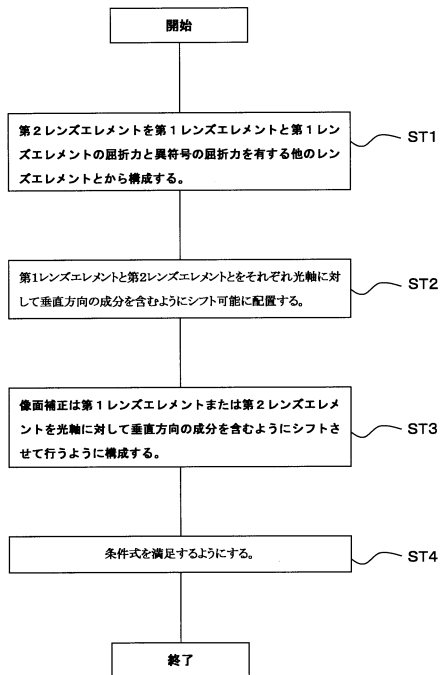 開始
第2レンズエレメントを第1レンズエレメントと第1レン
ズエレメントの屈折力と異符号の屈折力を有する他のレン
ズエレメントとから構成する。
ST1
第1レンズエレメントと第2レンズエレメントとをそれぞれ光軸に対
して垂直方向の成分を含むようにシフト可能に配置する。
ST2
像面補正は第1レンズエレメントまたは第2レンズエレメ
ントを光軸に対して垂直方向の成分を含むようにシフトさ
せて行うように構成する。
ST3
条件式を満足するようにする。
ST4
終了